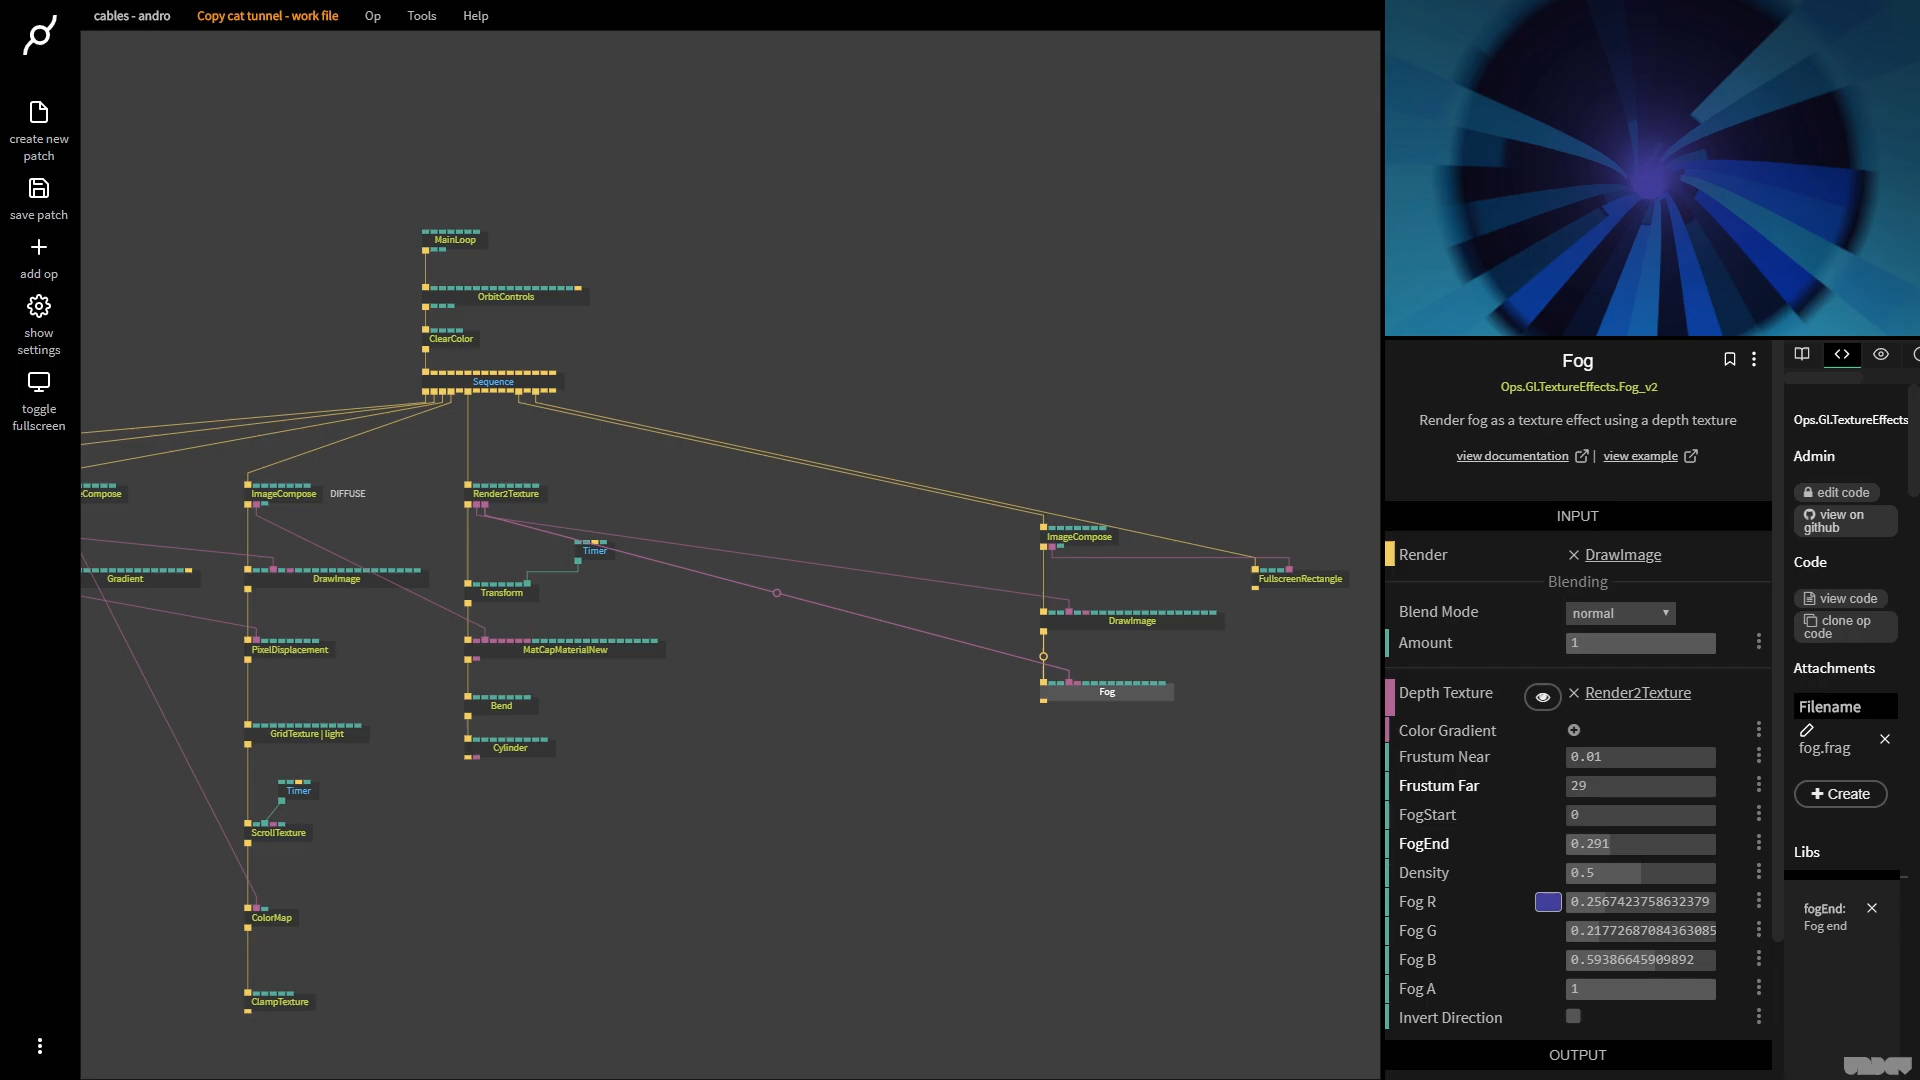 cables - andro
Copy cat tunnel - work file
Op
Tools
Help
create new
patch
save patch
add op
show
settings
toggle
fullscreen
MainLoop
OrbitControls
ClearColor
Sequence
eCompose
ImageCompose
DIFFUSE
Render2Texture
ImageCompose
Timer
Gradient
DrawImage
Transform
FullscreenRectangle
DrawImage
PixelDisplacement
MatCapMaterialNew
Fog
Bend
GridTexture | light
Cylinder
Timer
ScrollTexture
ColorMap
ClampTexture
Fog
Ops.Gl.TextureEffects.Fog_v2
Render fog as a texture effect using a depth texture
view documentation | view example
INPUT
Render
DrawImage
Blending
Blend Mode
normal
Amount
1
Depth Texture
Render2Texture
Color Gradient
Frustum Near
0.01
Frustum Far
29
FogStart
0
FogEnd
0.291
Density
0.5
Fog R
0.2567423758632379
Fog G
0.21772687084363085
Fog B
0.59386645909892
Fog A
1
Invert Direction
OUTPUT
Ops.Gl.TextureEffects
Admin
edit code
view on
github
Code
view code
clone op
code
Attachments
Filename
fog.frag
Create
Libs
fogEnd:
Fog end
UNDEV